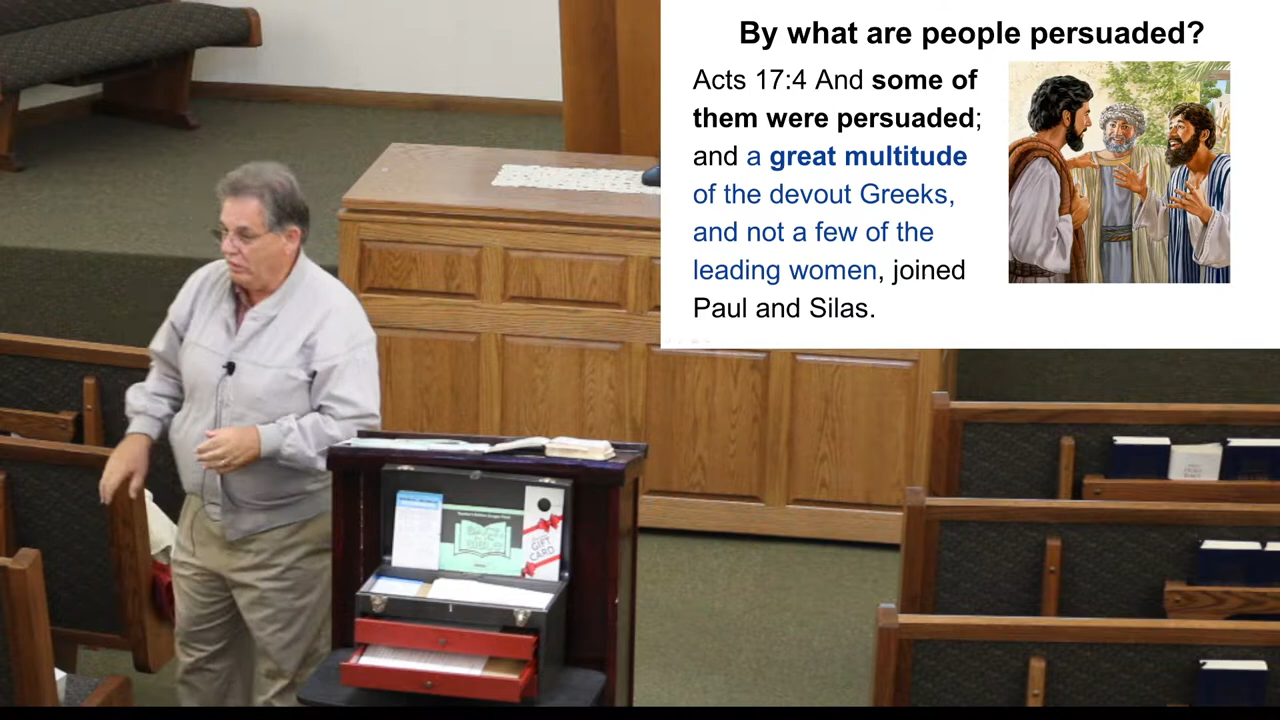 By what are people persuaded?
Acts 17:4 And some of
them were persuaded;
and a great multitude
of the devout Greeks,
and not a few of the
leading women, joined
Paul and Silas.
GIFT
CARD